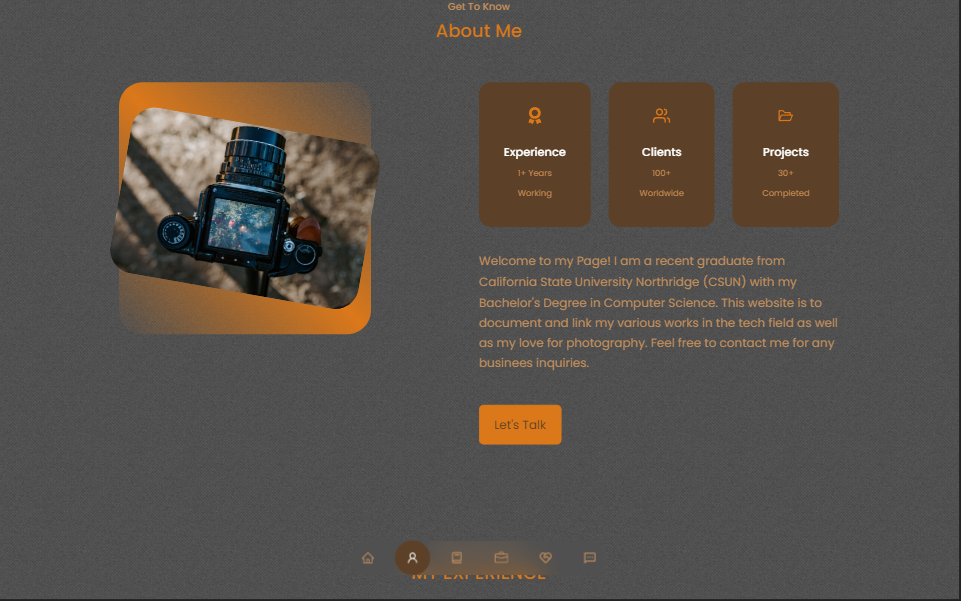 Get To Know
About Me
Experience
1+ Years
Working
Clients
100+
Worldwide
Projects
30+
Completed
Welcome to my Page! I am a recent graduate from
California State University Northridge (CSUN) with my
Bachelor's Degree in Computer Science. This website is to
document and link my various works in the tech field as well
as my love for photography. Feel free to contact me for any
businees inquiries.
Let's Talk
MY EXPERIENCE